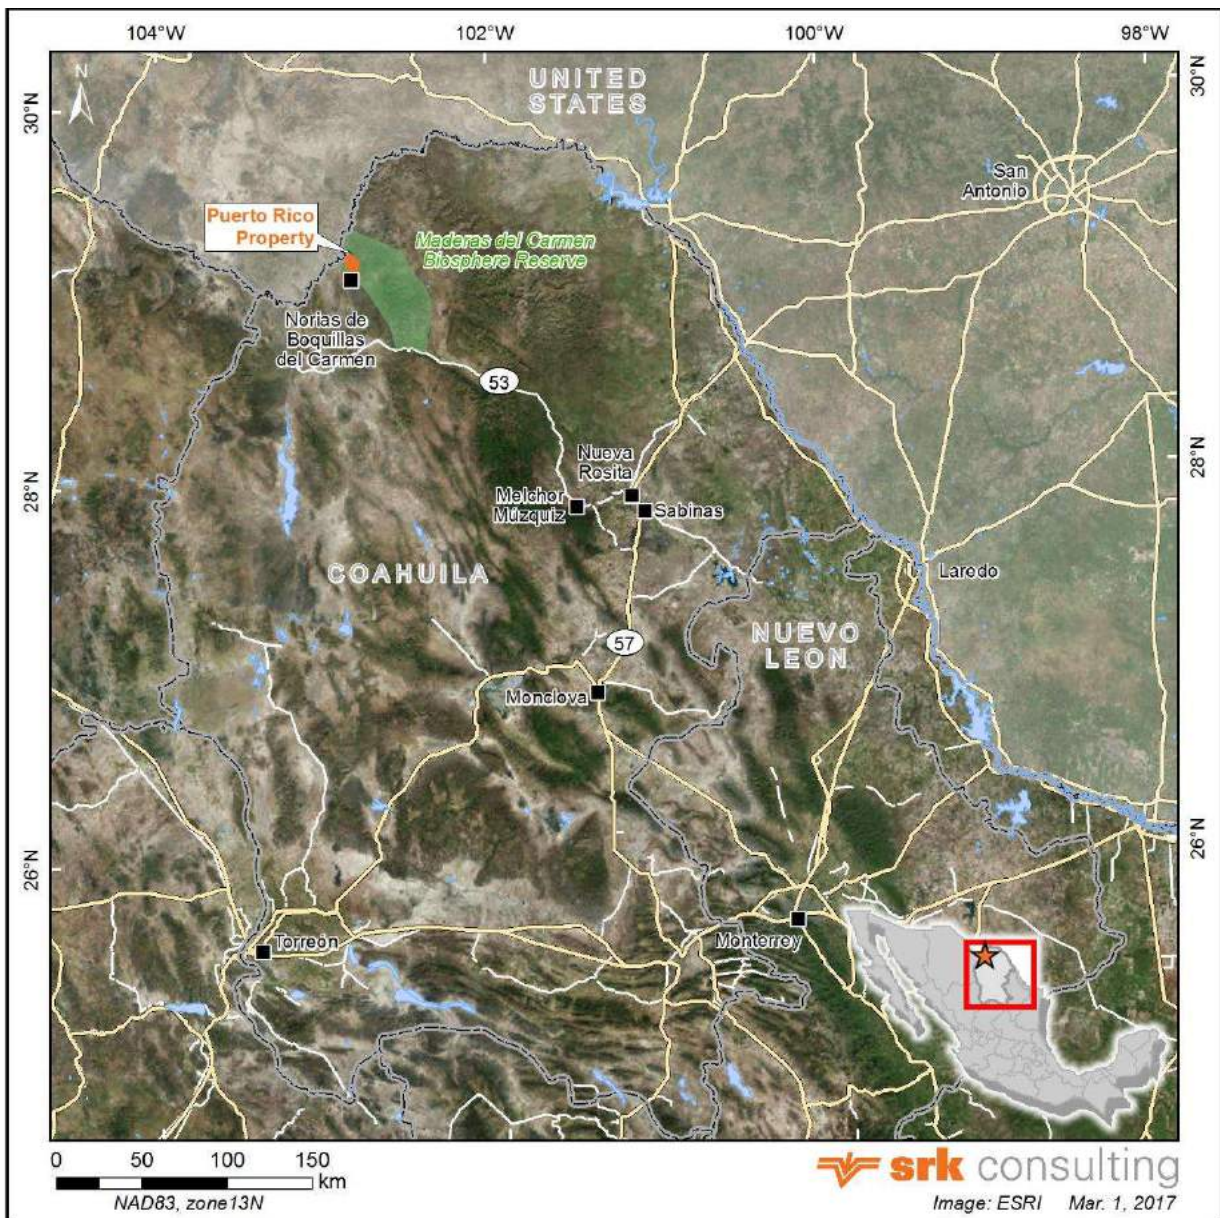 104°W
102°W
100°W
98°W
30°N
30°N
N
UNITED
STATES
San
Antonio
Puerto Rico
Property
Maderas del Carmen
Biosphere Reserve
Norias de
Boquillas
del Carmen
53
28°N
28°N
Nueva
Rosita
Melchor
Múzquiz
Sabinas
COAHUILA
Laredo
NUEVO
LEON
57
Monclova
26°N
26°N
Torreón
Monterrey
0 50 100 150
km
NAD83, zone13N
srk consulting
Image: ESRI Mar. 1, 2017